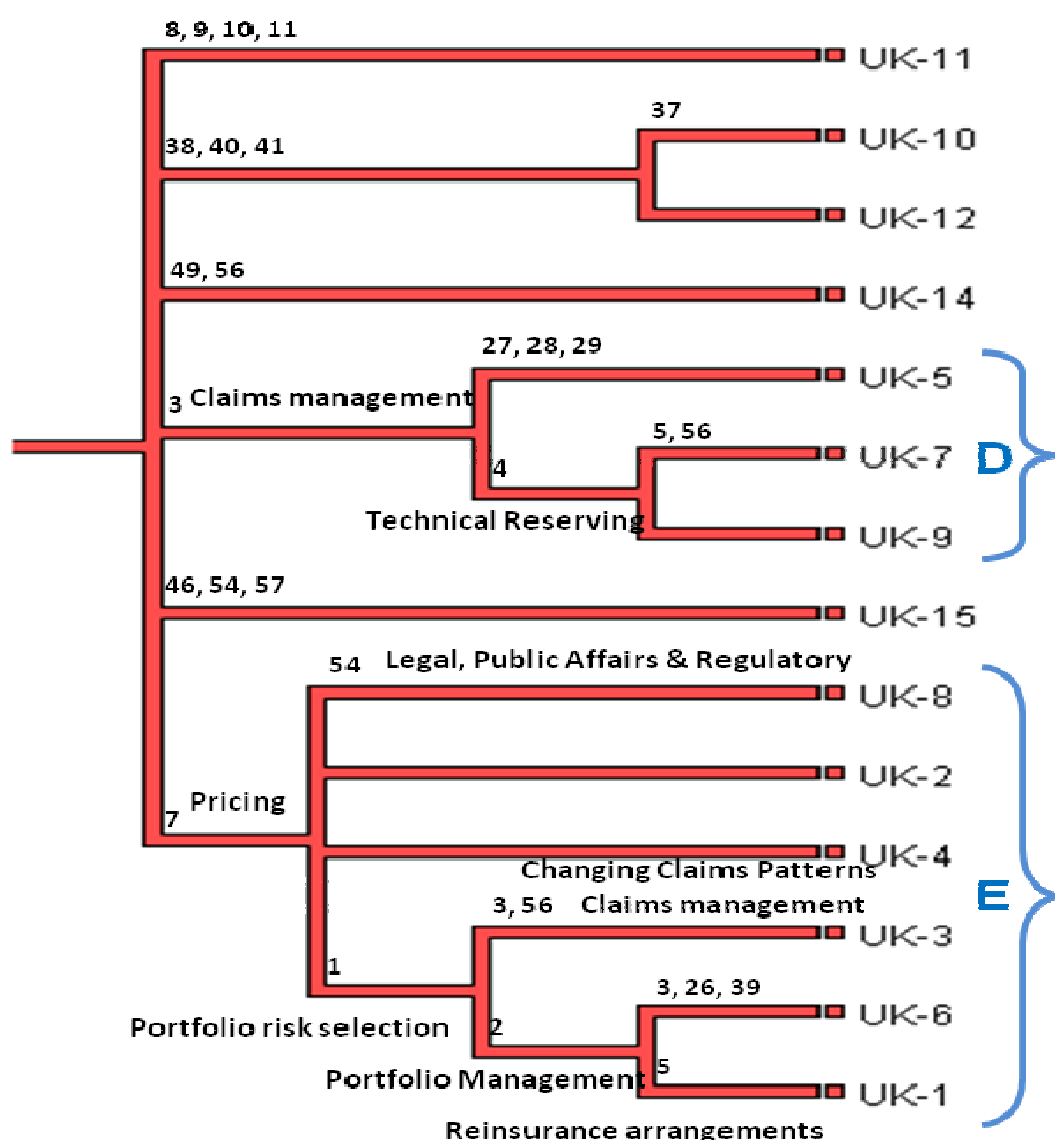 8, 9, 10, 11
UK-11
37
UK-10
38, 40, 41
UK-12
49, 56
UK-14
27, 28, 29
UK-5
3 Claims management
5, 56
UK-7
D
4
Technical Reserving
UK-9
46, 54, 57
UK-15
54 Legal, Public Affairs & Regulatory
UK-8
UK-2
Pricing
7
UK-4
Changing Claims Patterns
3, 56 Claims management
E
UK-3
1
3, 26, 39
UK-6
Portfolio risk selection
2
Portfolio Management
5
UK-1
Reinsurance arrangements